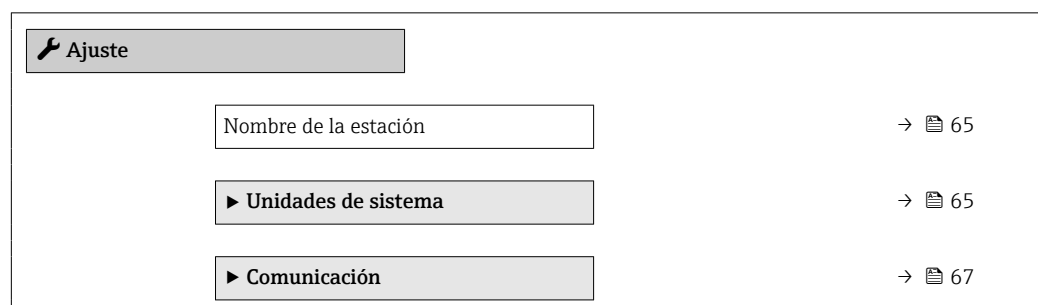 Ajuste
Nombre de la estación → 65
▶ Unidades de sistema → 65
▶ Comunicación → 67